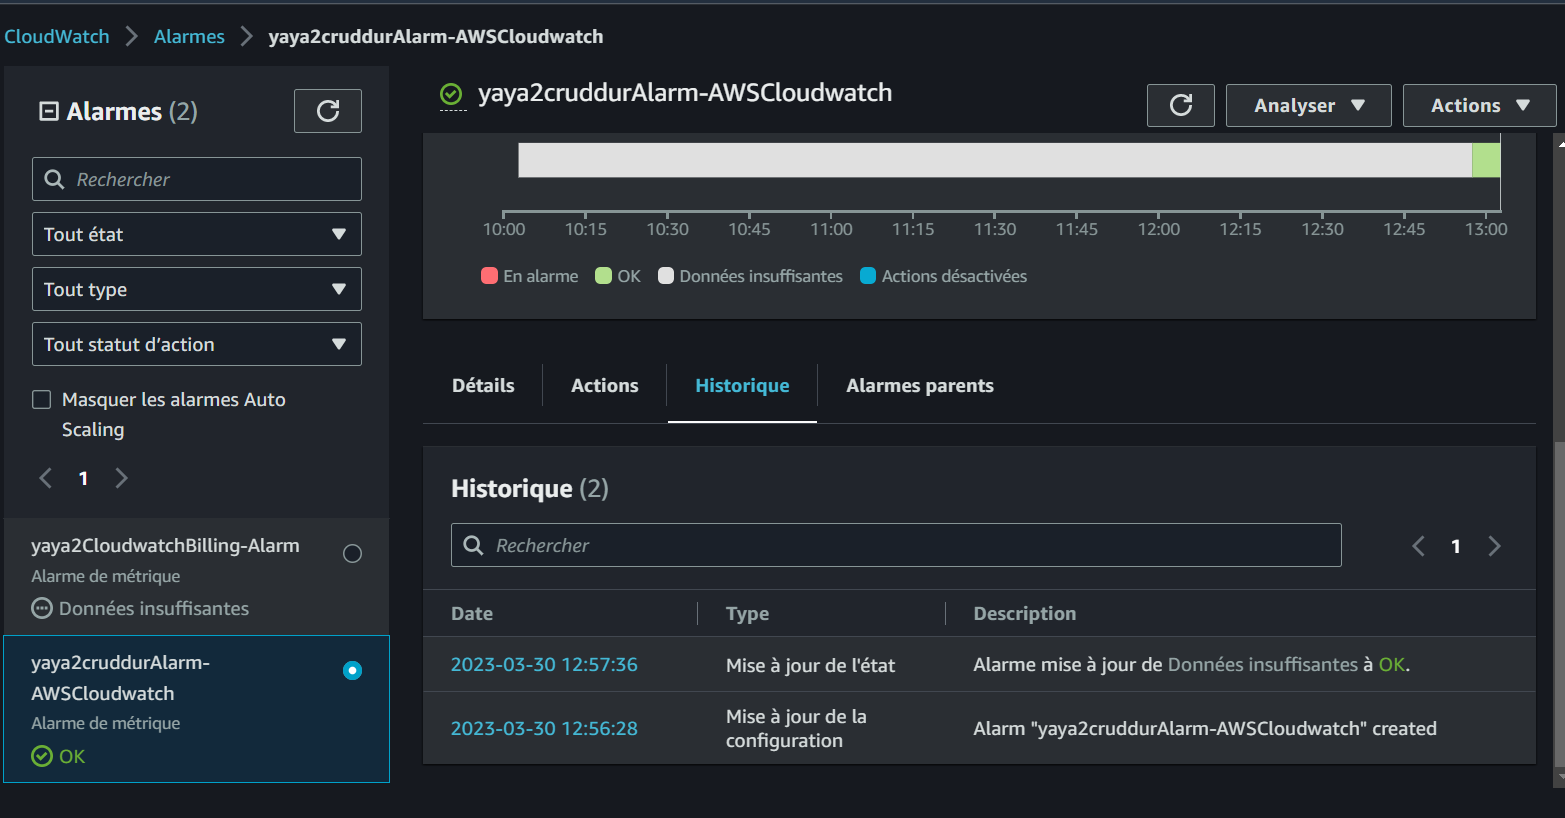 CloudWatch > Alarmes > yaya2cruddurAlarm-AWSCloudwatch
Alarmes (2)
Rechercher
Tout état
Tout type
Tout statut d’action
Masquer les alarmes Auto
Scaling
1
yaya2CloudwatchBilling-Alarm
Alarme de métrique
Données insuffisantes
yaya2cruddurAlarm-
AWSCloudwatch
Alarme de métrique
OK
yaya2cruddurAlarm-AWSCloudwatch
Analyser
Actions
10:00 10:15 10:30 10:45 11:00 11:15 11:30 11:45 12:00 12:15 12:30 12:45 13:00
En alarme OK Données insuffisantes Actions désactivées
Détails Actions Historique Alarmes parents
Historique (2)
Rechercher
1
Date Type Description
2023-03-30 12:57:36 Mise à jour de l'état Alarme mise à jour de Données insuffisantes à OK.
2023-03-30 12:56:28 Mise à jour de la
configuration Alarm "yaya2cruddurAlarm-AWSCloudwatch" created